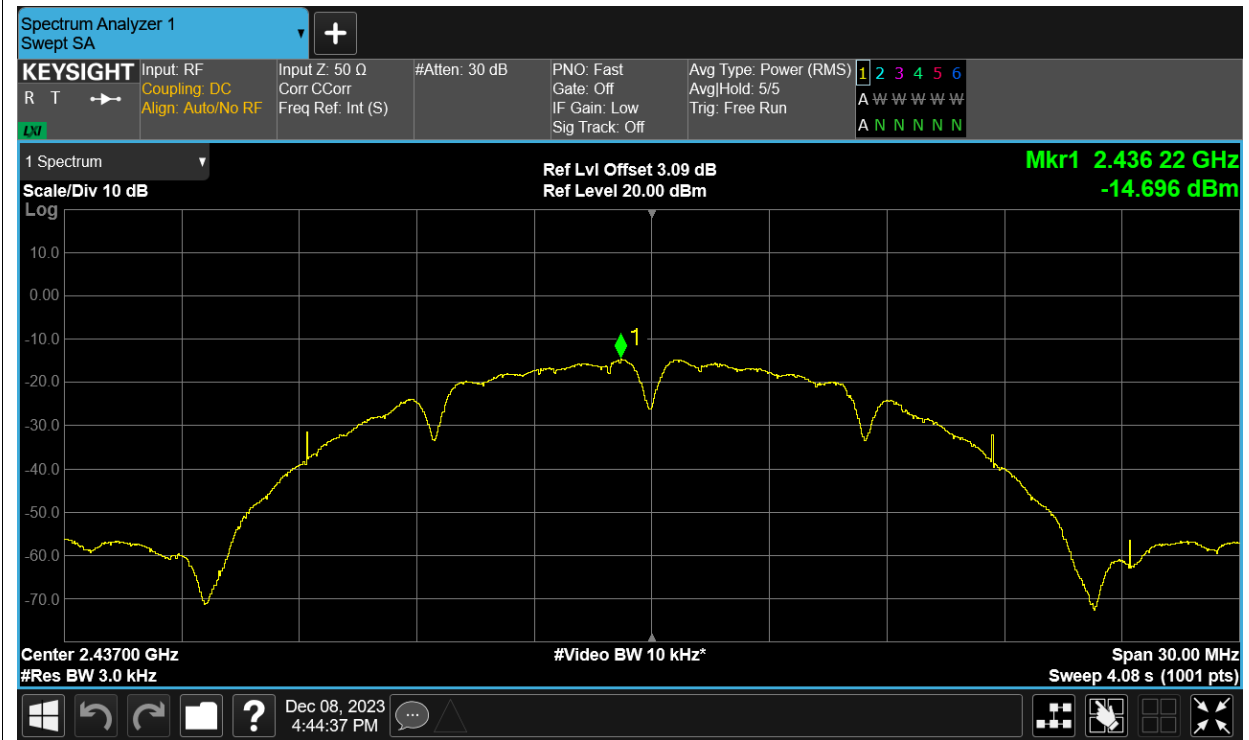 Spectrum Analyzer 1
Swept SA
KEYSIGHT
R T
LXI
Input: RF
Coupling: DC
Align: Auto/No RF
Input Z: 50 Ω
Corr CCorr
Freq Ref: Int (S)
#Atten: 30 dB
PNO: Fast
Gate: Off
IF Gain: Low
Sig Track: Off
Avg Type: Power (RMS)
Avg|Hold: 5/5
Trig: Free Run
1 2 3 4 5 6
A W W W W W
A N N N N N
1 Spectrum
Scale/Div 10 dB
Log
Ref Lvl Offset 3.09 dB
Ref Level 20.00 dBm
Mkr1 2.436 22 GHz
-14.696 dBm
10.0
0.00
-10.0
-20.0
-30.0
-40.0
-50.0
-60.0
-70.0
1
Center 2.43700 GHz
#Res BW 3.0 kHz
#Video BW 10 kHz*
Span 30.00 MHz
Sweep 4.08 s (1001 pts)
?
Dec 08, 2023
4:44:37 PM